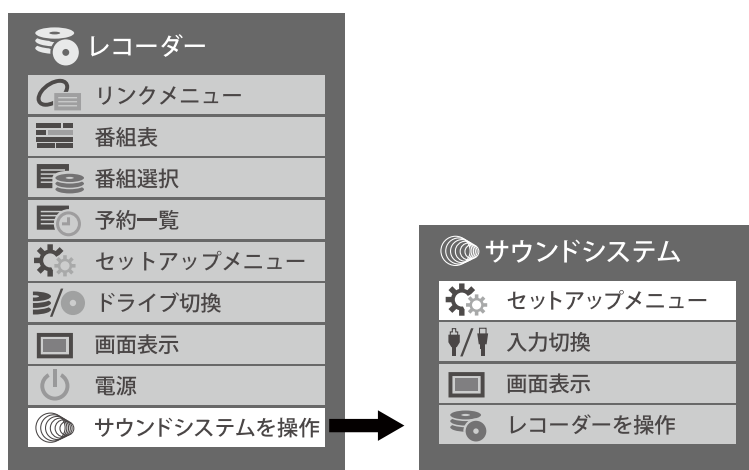 レコーダー
リンクメニュー
番組表
番組選択
予約一覧
セットアップメニュー
ドライブ切換
画面表示
電源
サウンドシステムを操作
サウンドシステム
セットアップメニュー
入力切換
画面表示
レコーダーを操作